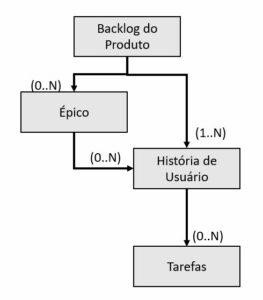 Backlog do
Produto
(0..N)
Épico
(1..N)
(0..N)
História de
Usuário
(0..N)
Tarefas